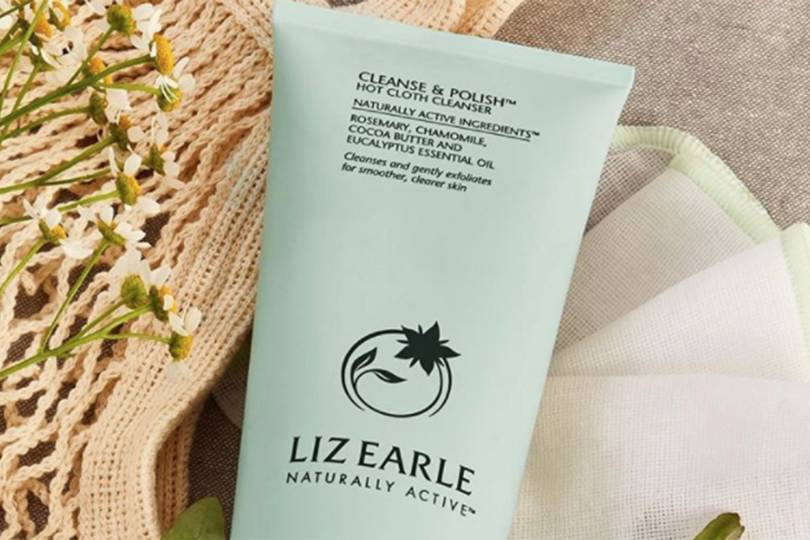 CLEANSE & POLISH™
HOT CLOTH CLEANSER
NATURALLY ACTIVE INGREDIENTS™
ROSEMARY, CHAMOMILE,
COCOA BUTTER AND
EUCALYPTUS ESSENTIAL OIL
Cleanses and gently exfoliates
for smoother, clearer skin
LIZ EARLE
NATURALLY ACTIVE™